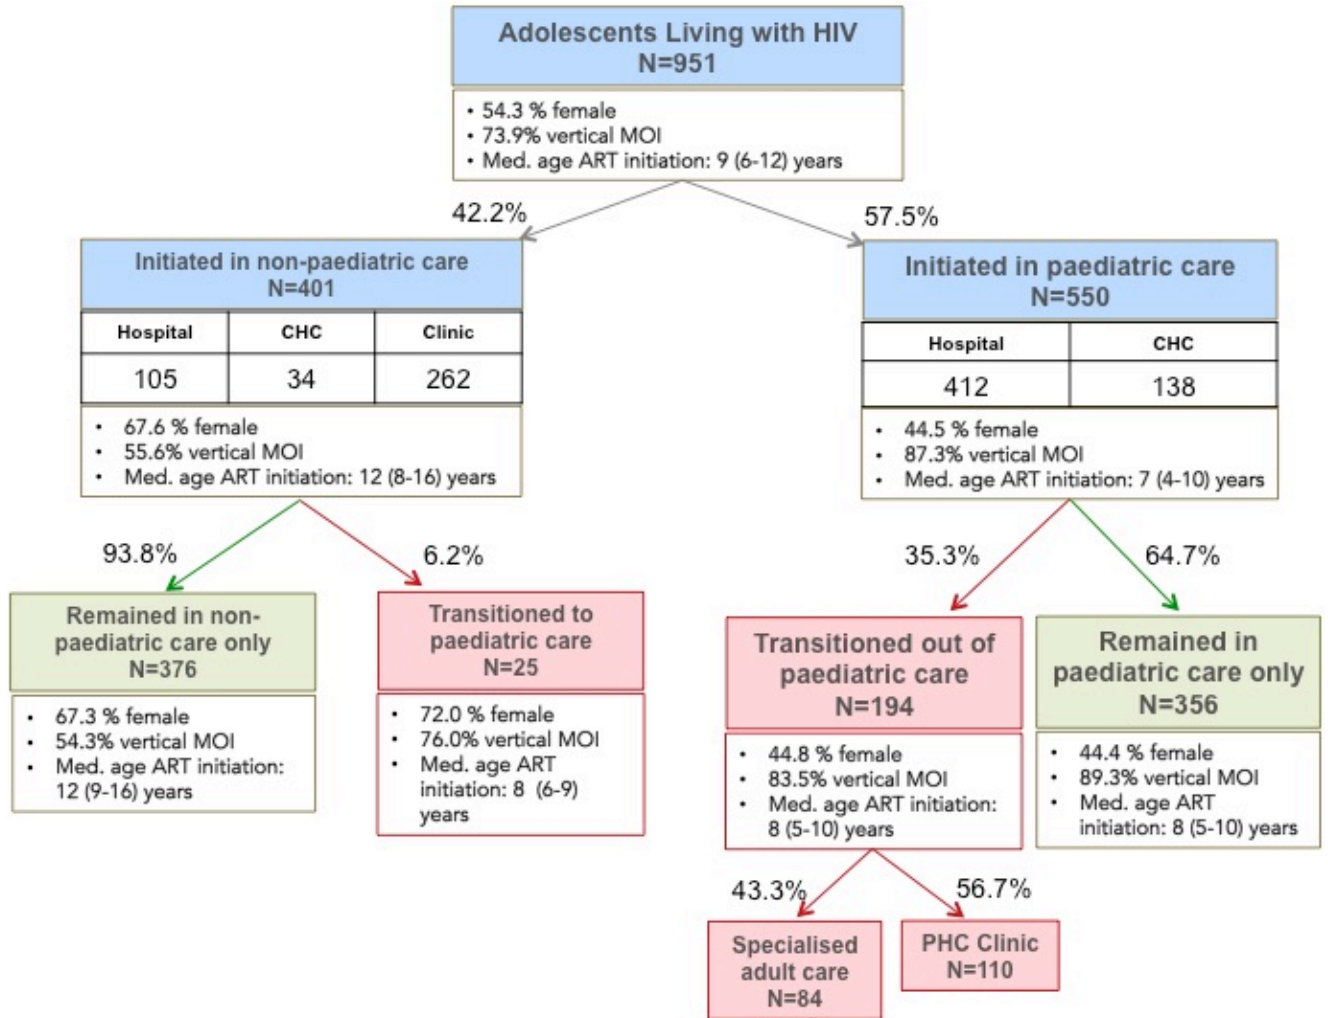 Adolescents Living with HIV
N=951
• 54.3 % female
• 73.9% vertical MOI
• Med. age ART initiation: 9 (6-12) years
42.2%
57.5%
Initiated in non-paediatric care
N=401
Hospital CHC Clinic
105 34 262
• 67.6 % female
• 55.6% vertical MOI
• Med. age ART initiation: 12 (8-16) years
Initiated in paediatric care
N=550
Hospital CHC
412 138
• 44.5 % female
• 87.3% vertical MOI
• Med. age ART initiation: 7 (4-10) years
93.8%
6.2%
35.3%
64.7%
Remained in non-
paediatric care only
N=376
• 67.3 % female
• 54.3% vertical MOI
• Med. age ART initiation:
12 (9-16) years
Transitioned to
paediatric care
N=25
• 72.0 % female
• 76.0% vertical MOI
• Med. age ART
initiation: 8 (6-9)
years
Transitioned out of
paediatric care
N=194
• 44.8 % female
• 83.5% vertical MOI
• Med. age ART initiation:
8 (5-10) years
Remained in
paediatric care only
N=356
• 44.4 % female
• 89.3% vertical MOI
• Med. age ART
initiation: 8 (5-10) years
43.3%
56.7%
Specialised
adult care
N=84
PHC Clinic
N=110